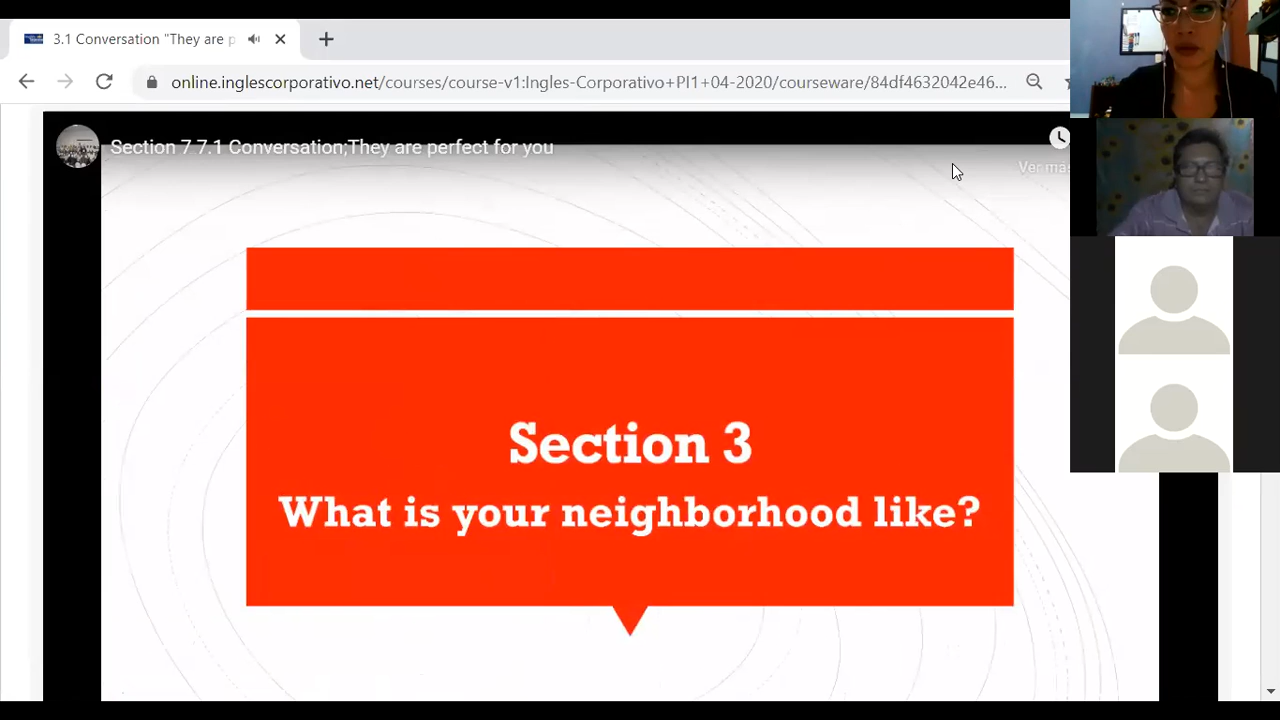 3.1 Conversation "They are p
online.inglescorporativo.net/courses/course-v1:Ingles-Corporativo+PI1+04-2020/courseware/84df4632042e46...
Section 7 7.1 Conversation;They are perfect for you
Ver más
Section 3
What is your neighborhood like?